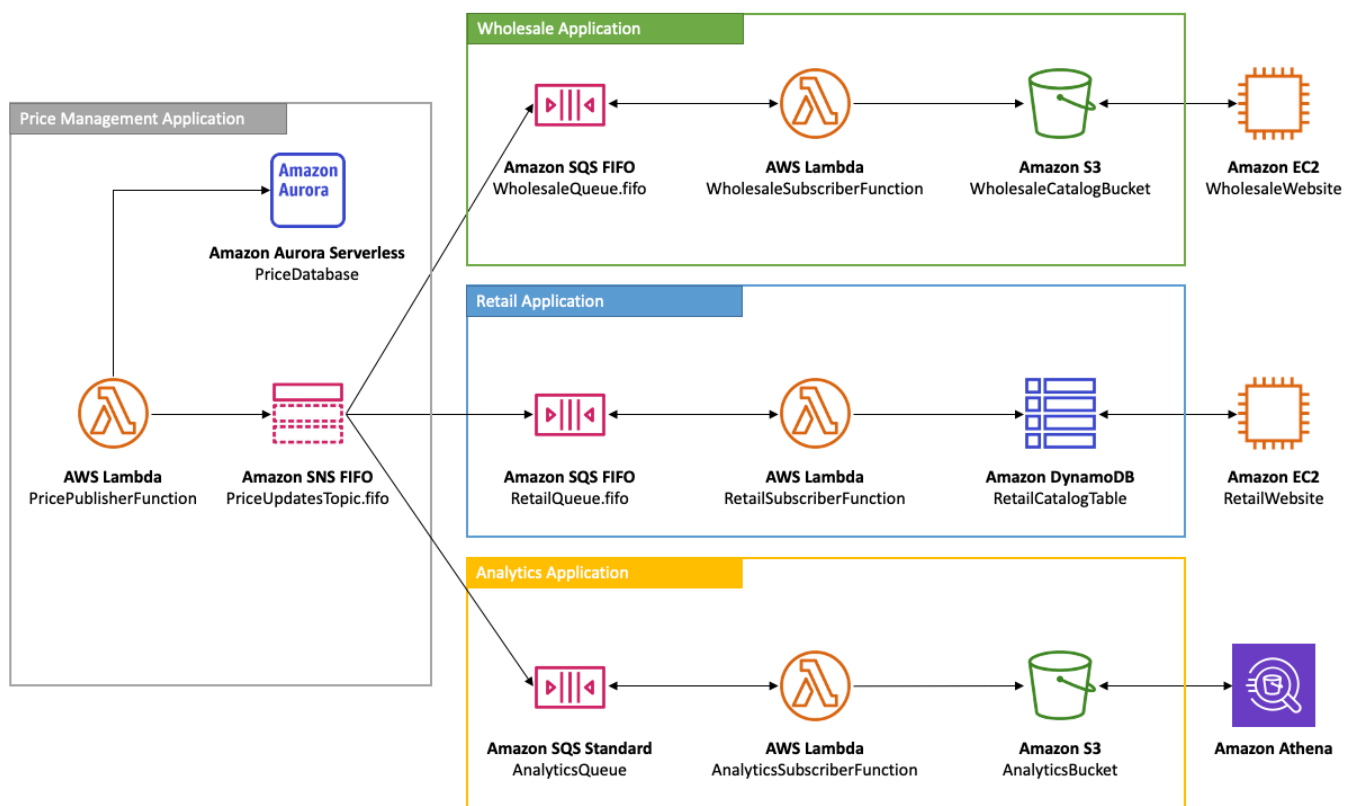 Wholesale Application
Amazon SQS FIFO
WholesaleQueue.fifo
AWS Lambda
WholesaleSubscriberFunction
Amazon S3
WholesaleCatalogBucket
Amazon EC2
WholesaleWebsite
Price Management Application
Amazon
Aurora
Amazon Aurora Serverless
PriceDatabase
AWS Lambda
PricePublisherFunction
Amazon SNS FIFO
PriceUpdatesTopic.fifo
Retail Application
Amazon SQS FIFO
RetailQueue.fifo
AWS Lambda
RetailSubscriberFunction
Amazon DynamoDB
RetailCatalogTable
Amazon EC2
RetailWebsite
Analytics Application
Amazon SQS Standard
AnalyticsQueue
AWS Lambda
AnalyticsSubscriberFunction
Amazon S3
AnalyticsBucket
Amazon Athena